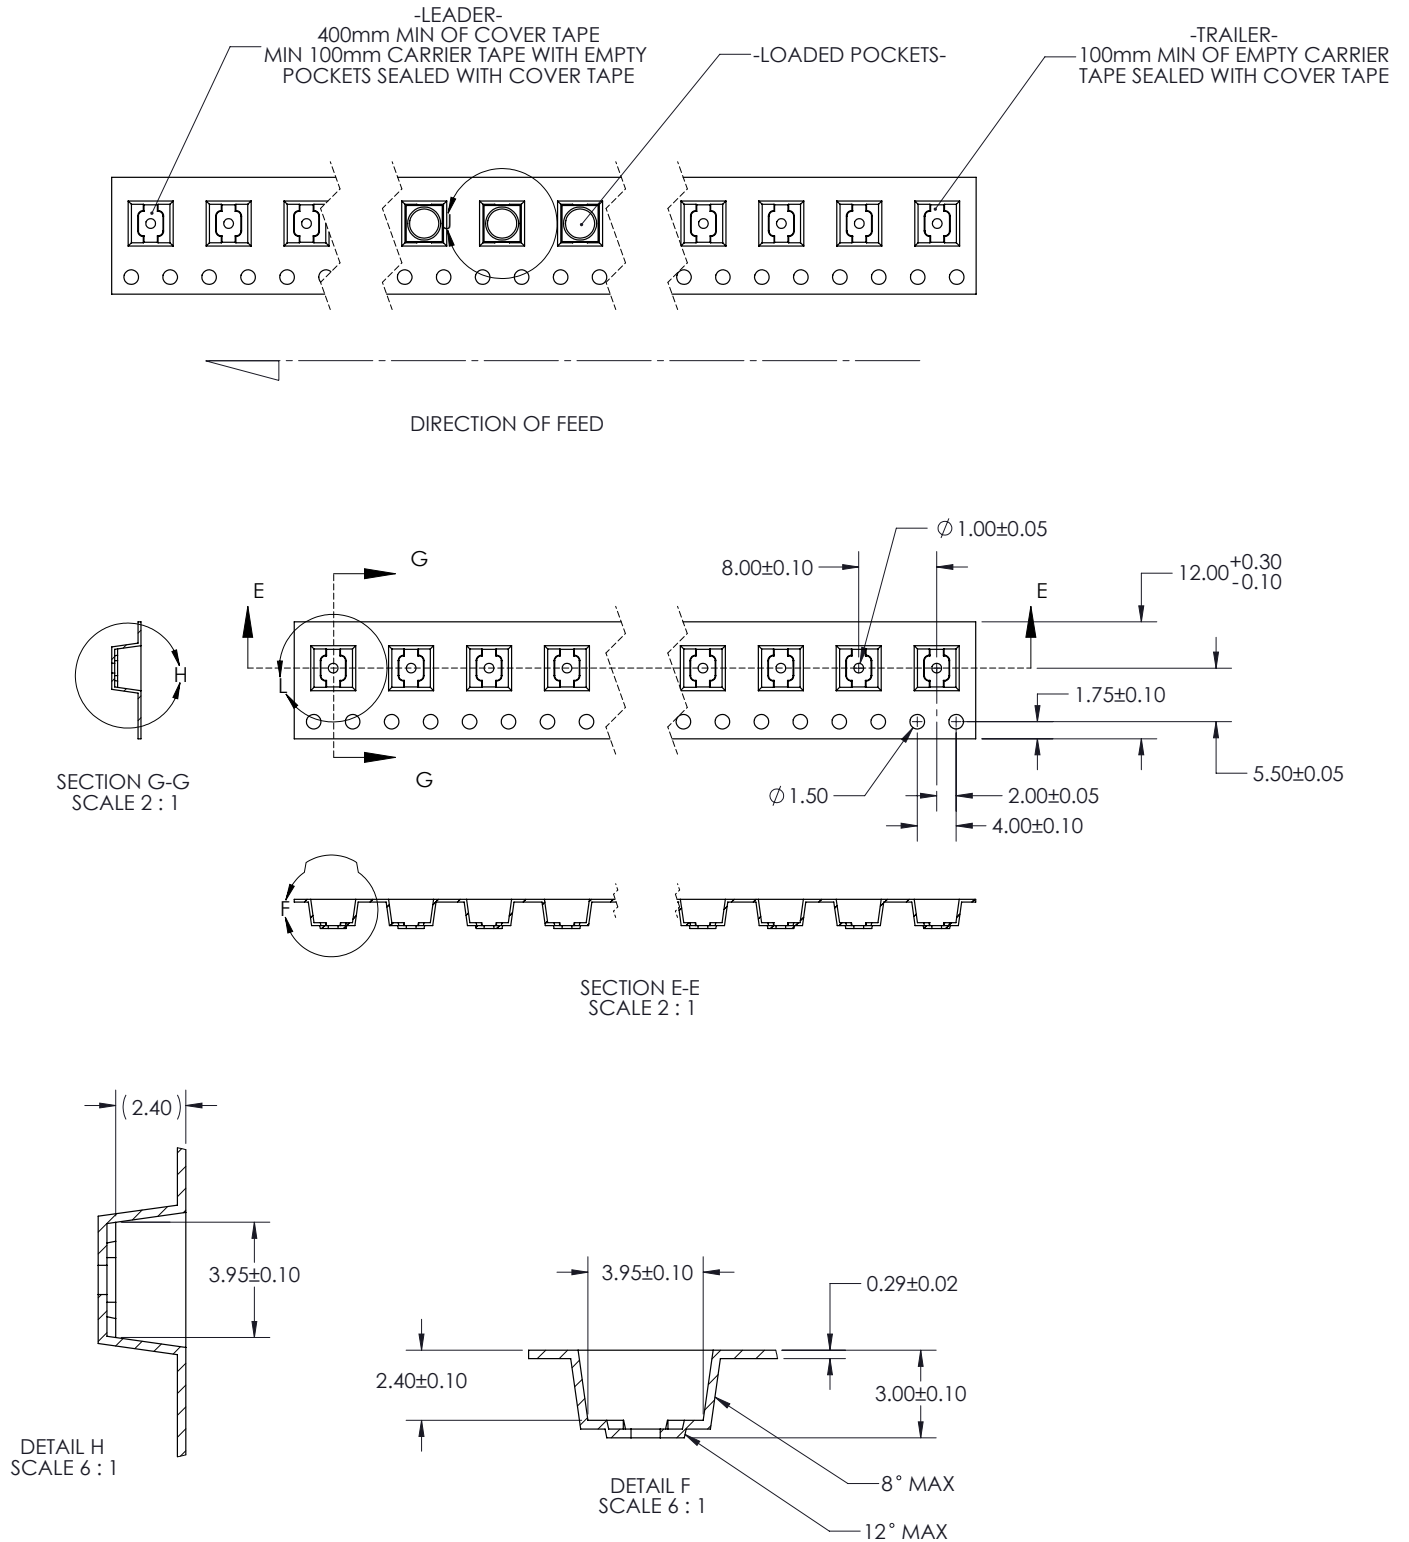 -LEADER-
400mm MIN OF COVER TAPE
MIN 100mm CARRIER TAPE WITH EMPTY
POCKETS SEALED WITH COVER TAPE
-LOADED POCKETS-
-TRAILER-
100mm MIN OF EMPTY CARRIER
TAPE SEALED WITH COVER TAPE
J
DIRECTION OF FEED
G
E
8.00±0.10
∅1.00±0.05
E
12.00 +0.30
-0.10
H
L
1.75±0.10
G
∅1.50
2.00±0.05
4.00±0.10
5.50±0.05
SECTION G-G
SCALE 2 : 1
F
SECTION E-E
SCALE 2 : 1
(2.40)
3.95±0.10
DETAIL H
SCALE 6 : 1
3.95±0.10
0.29±0.02
2.40±0.10
3.00±0.10
8° MAX
12° MAX
DETAIL F
SCALE 6 : 1